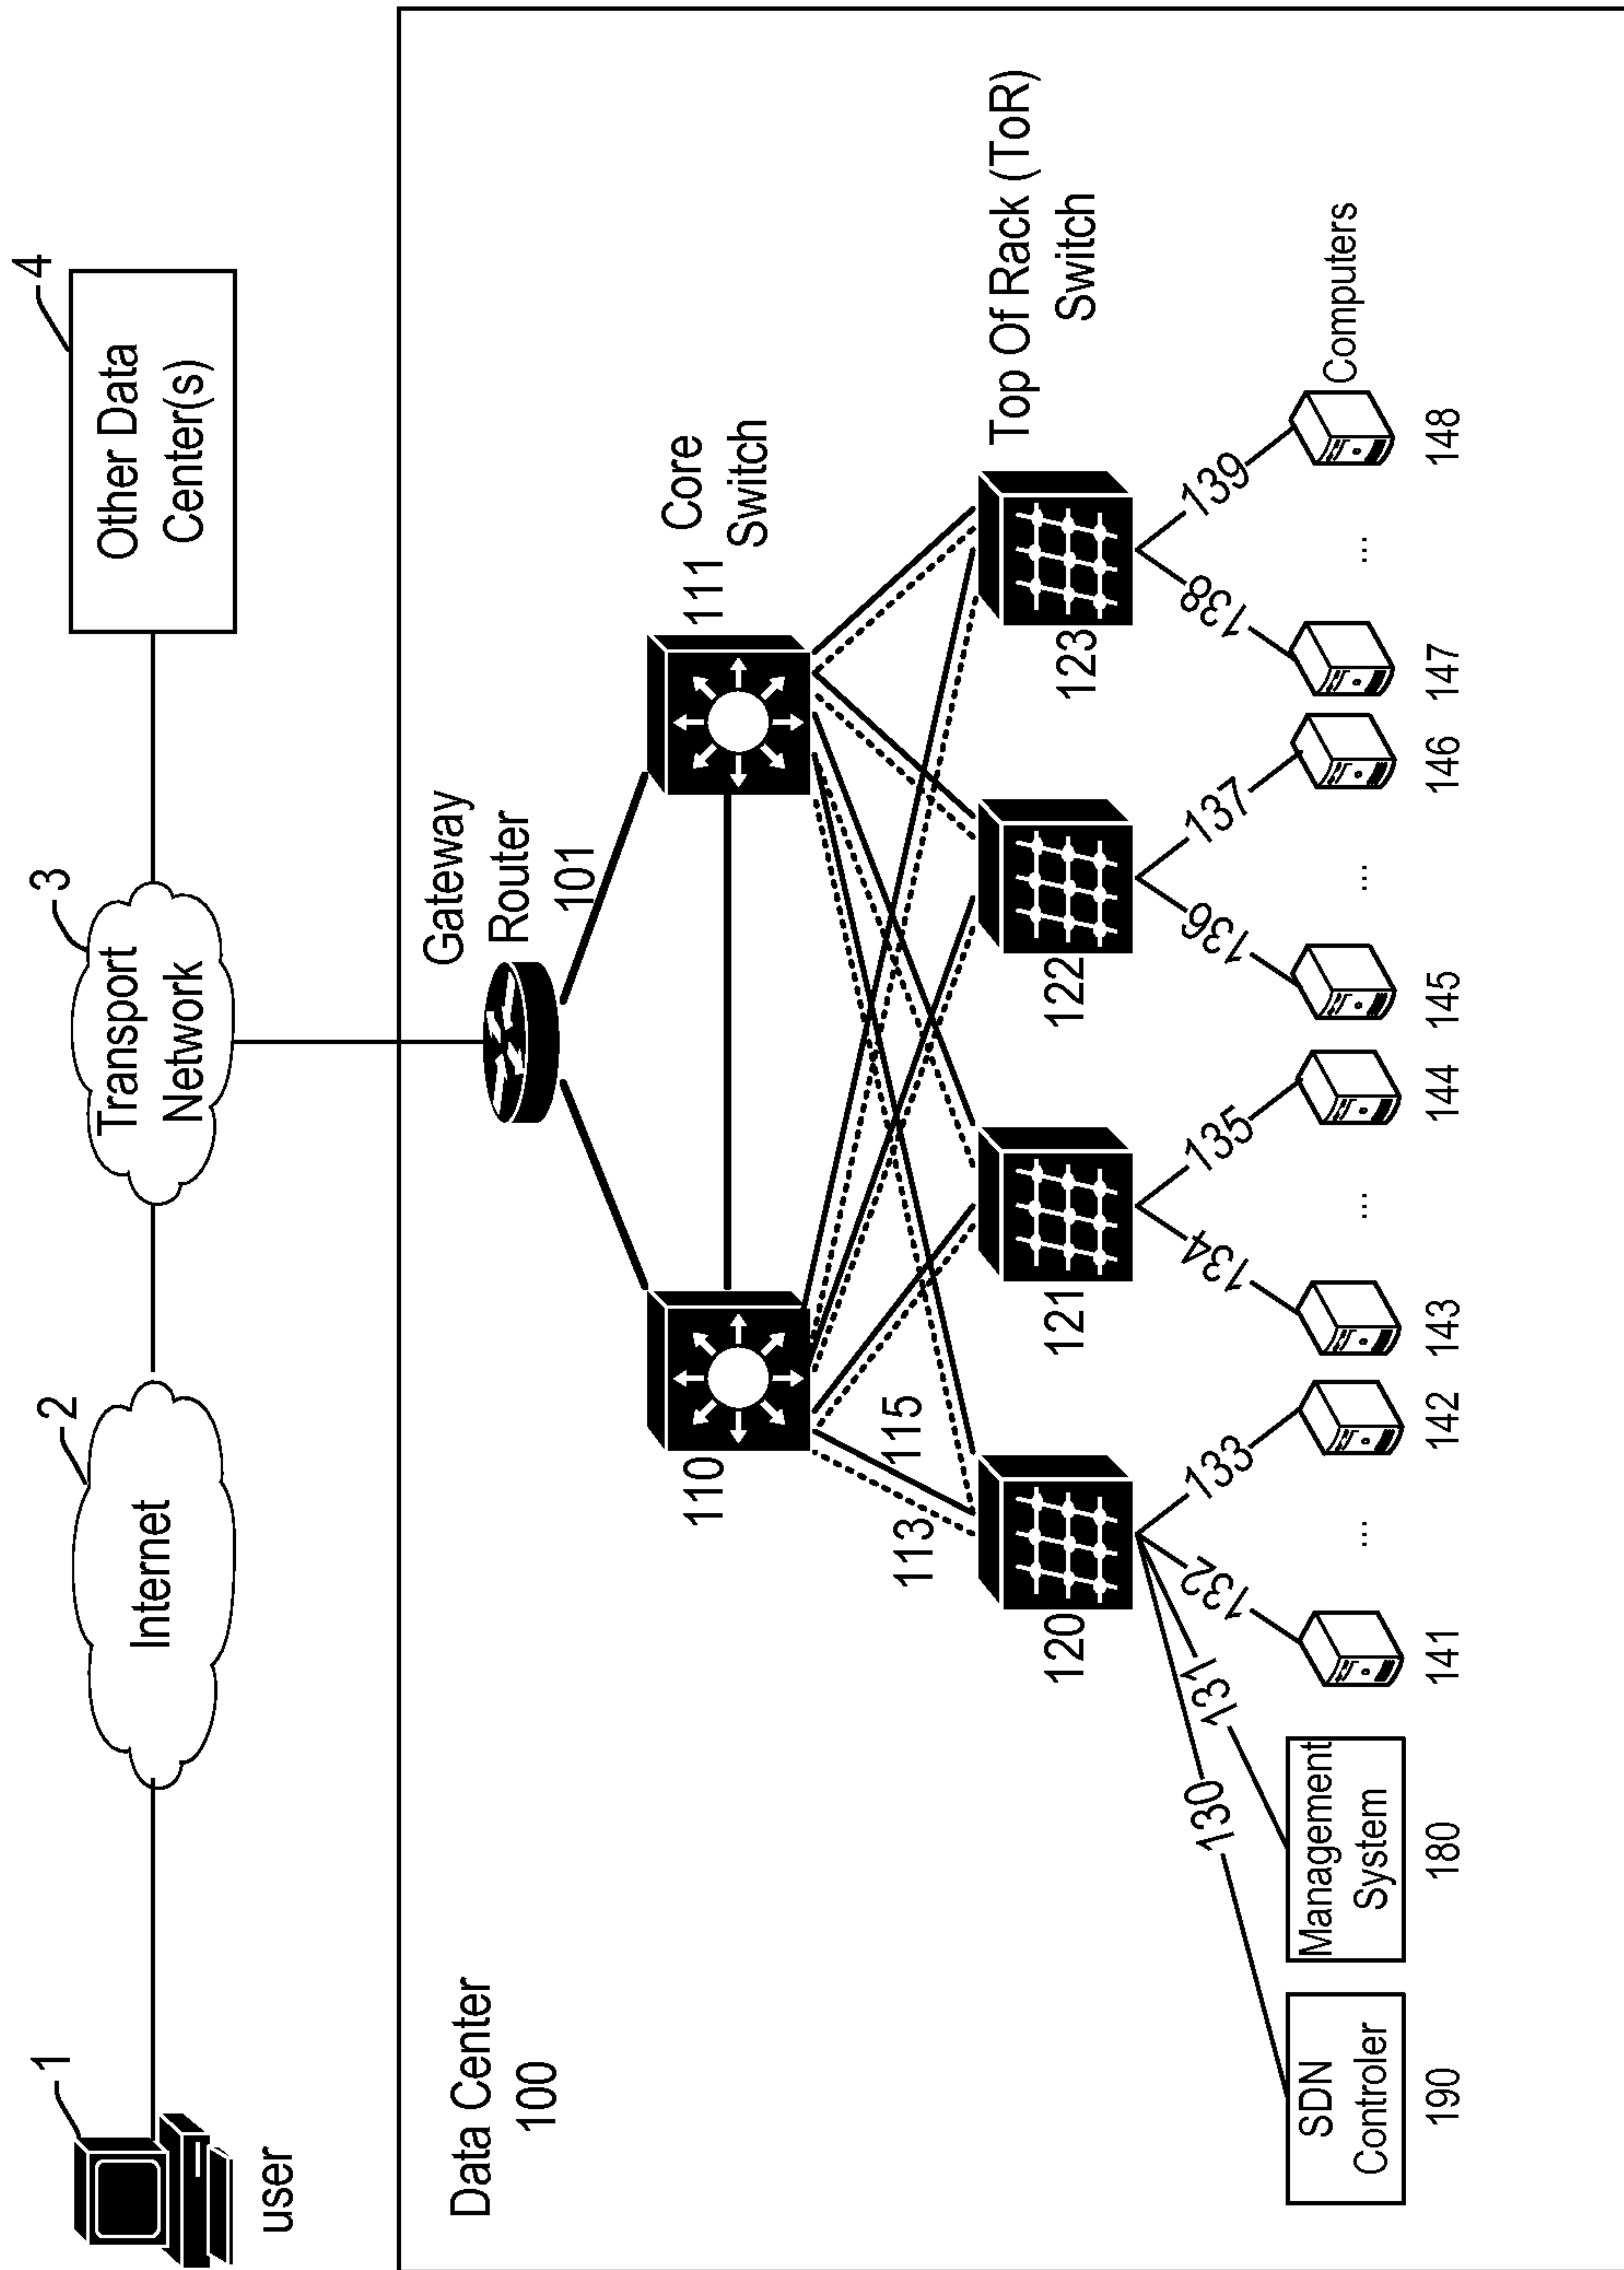 1
user
2
Internet
3
Transport
Network
4
Other Data
Center(s)
Data Center
100
Gateway
Router
101
110
111
Core
Switch
113
115
120
121
122
123
Top Of Rack (ToR)
Switch
130
131
132
133
134
135
136
137
138
139
SDN
Controler
Management
System
...
...
...
...
Computers
190
180
141
142
143
144
145
146
147
148